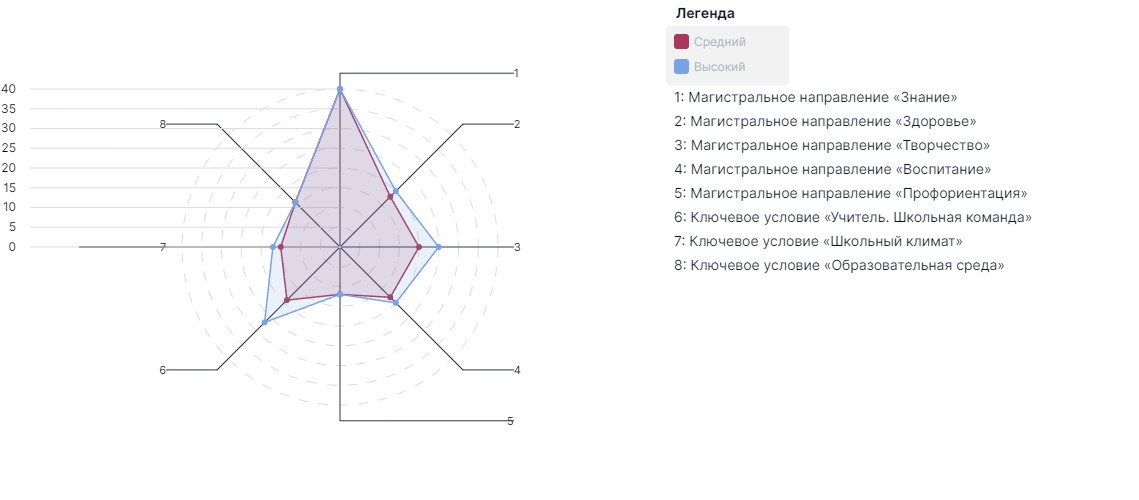 Легенда
Средний
Высокий
1: Магистральное направление «Знание»
2: Магистральное направление «Здоровье»
3: Магистральное направление «Творчество»
4: Магистральное направление «Воспитание»
5: Магистральное направление «Профориентация»
6: Ключевое условие «Учитель. Школьная команда»
7: Ключевое условие «Школьный климат»
8: Ключевое условие «Образовательная среда»
1
40
35
8
2
30
25
20
15
10
5
0
7
3
6
4
5